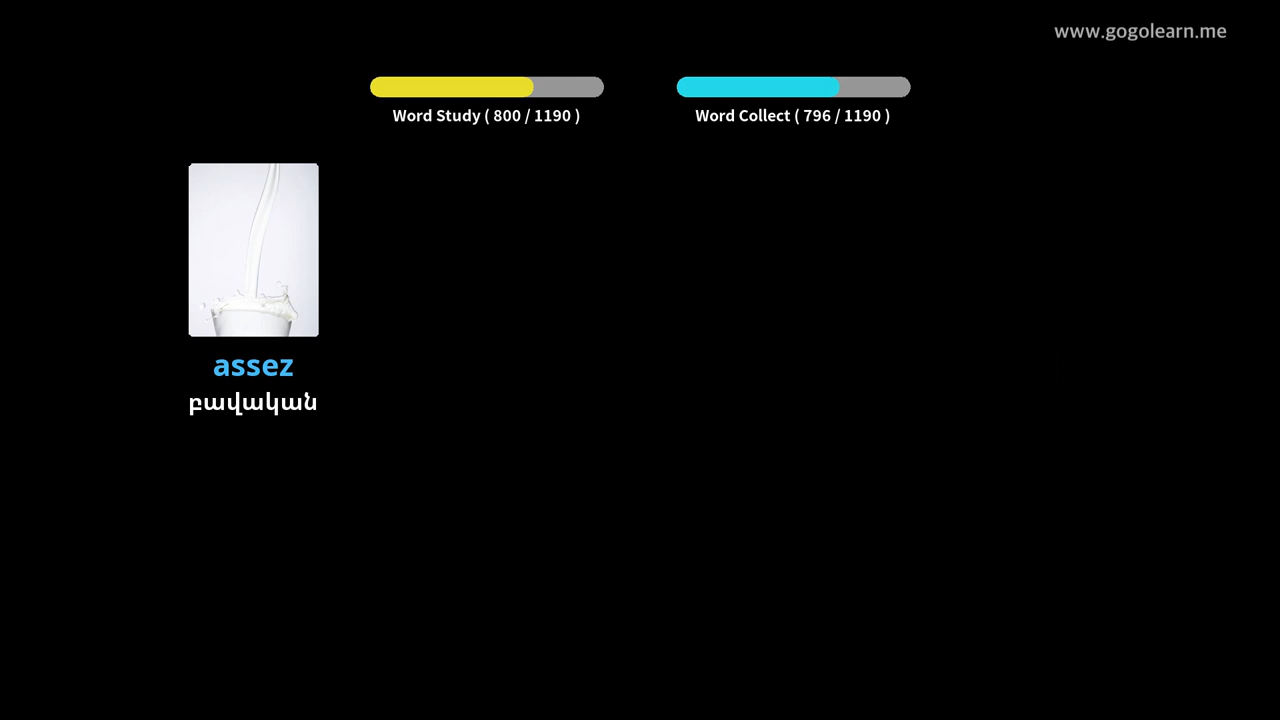 www.gogolearn.me
Word Study ( 800 / 1190 )
Word Collect ( 796 / 1190 )
assez
բավական